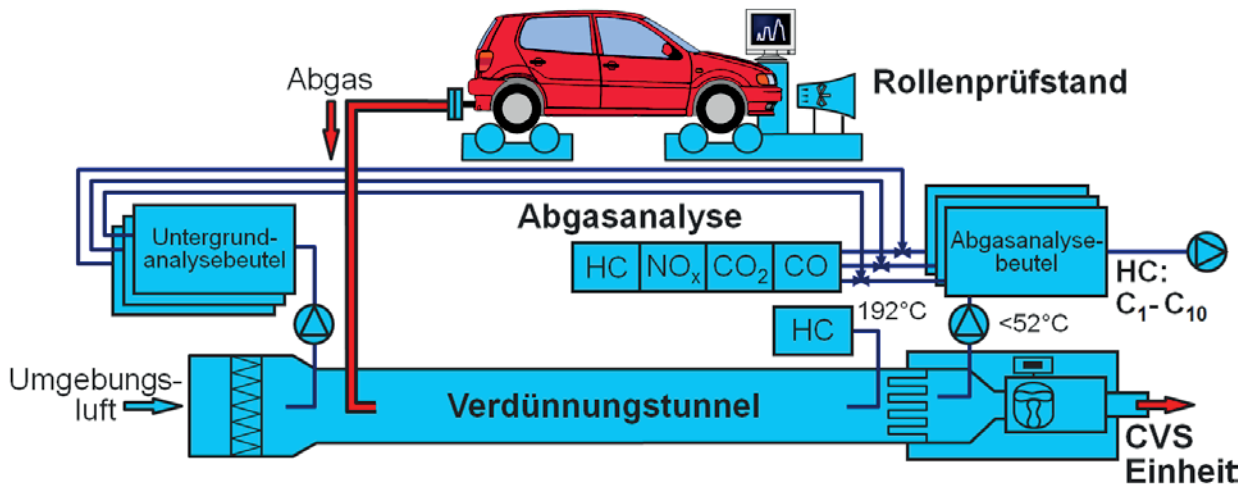 Abgas
Rollenprüfstand
Untergrund-
analysebeutel
Abgasanalyse
HC NOₓ CO₂ CO
Abgasanalyse-
beutel
HC:
C₁-C₁₀
192°C
<52°C
HC
Umgebungs-
luft
Verdünnungstunnel
CVS
Einheit